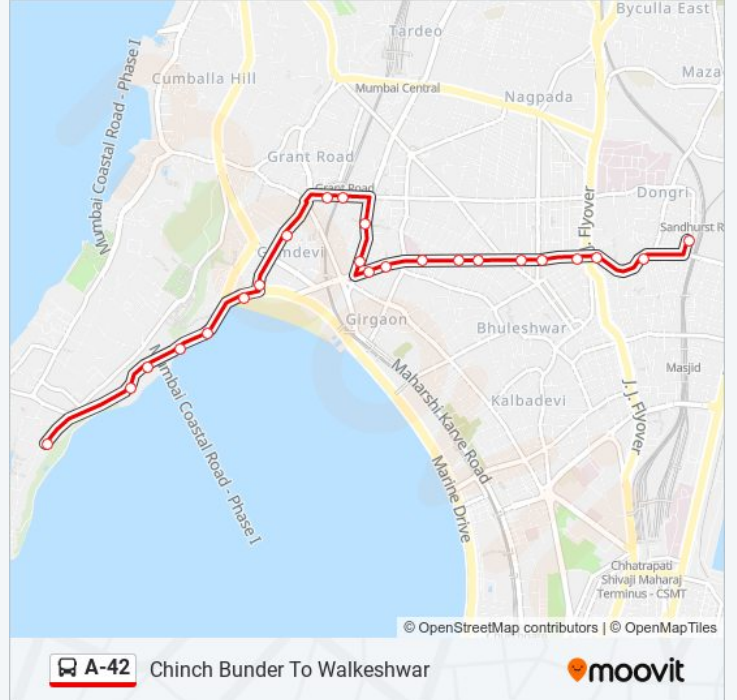 Byculla East
Tardeo
Cumballa Hill
Mumbai Central
Maza
Nagpada
Mumbai Coastal Road - Phase I
Grant Road
Grant Road
Dongri
J. Flyover
Sandhurst R
Girgaon
Bhuleshwar
Masjid
Mumbai Coastal Road - Phase I
Maharshi Karve Road
Kalbadevi
J. J. Flyover
Marine Drive
Chhatrapati
Shivaji Maharaj
Terminus - CSMT
© OpenStreetMap contributors | © OpenMapTiles
A-42 Chinch Bunder To Walkeshwar
moovit